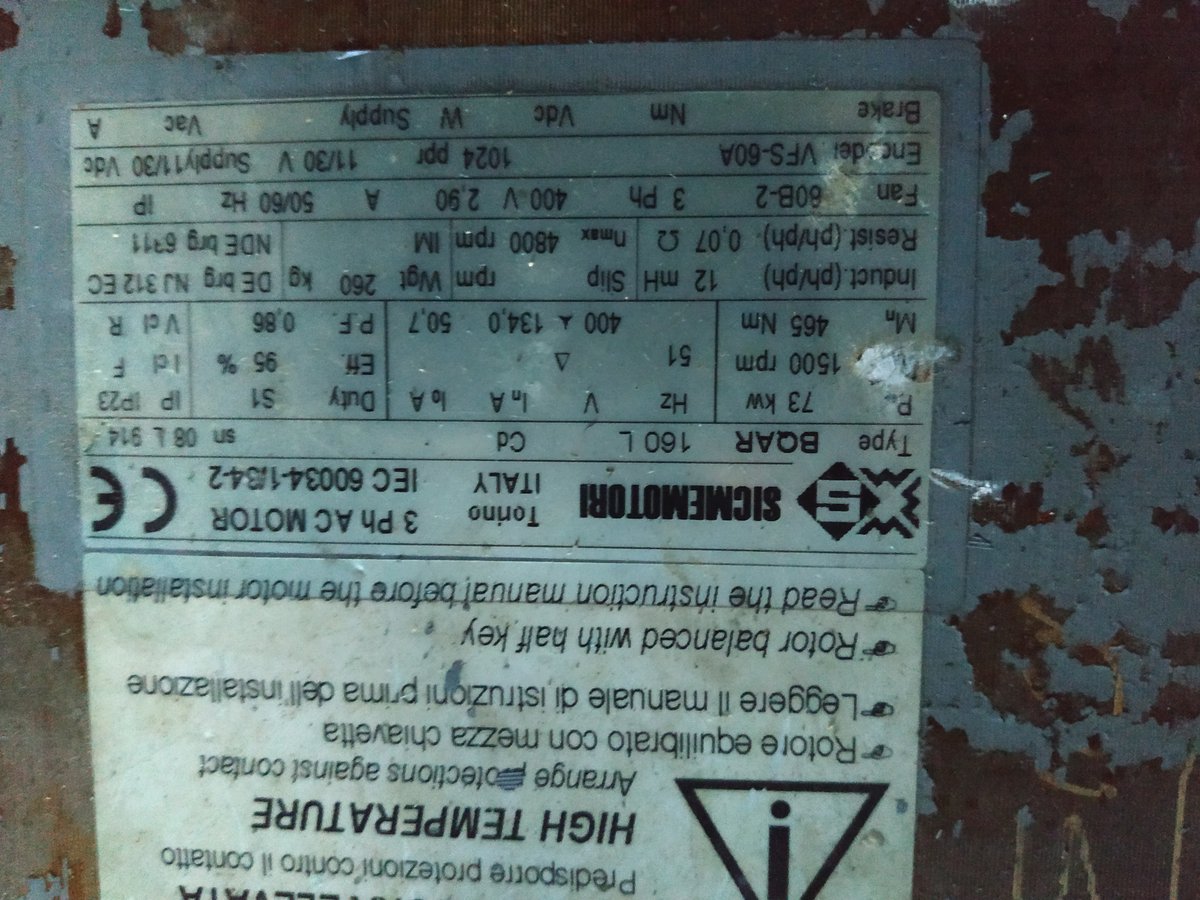 TA' ELEVATA
Predisporre protezioni contro il contatto
HIGH TEMPERATURE
Arrange protections against contact
Rotore equilibrato con mezza chiavetta
Leggere il manuale di istruzioni prima dell'installazione
Rotor balanced with half key
Read the instruction manual before the motor installation
SICMEMOTORI Torino ITALY 3 Ph AC MOTOR IEC 60034-1/34-2 CE
Type BQAR 160 L Cd sn 08 L 914
Pn 73 kW Hz V In A Io A Duty S1 IP IP23
1500 rpm 51 Δ Eff. 95 % I cl F
Mn 465 Nm 400 Y 134,0 50,7 P.F. 0,86 V cl R
Induct.(ph/ph) 12 mH Slip rpm Wgt 260 kg DE brg NJ 312 EC
Resist.(ph/ph) 0,07 Ω nmax 4800 rpm IM NDE brg 6311
Fan 60B-2 3 Ph 400 V 2,90 A 50/60 Hz IP
Encoder VFS-60A 1024 ppr 11/30 V Supply 11/30 Vdc
Brake Nm Vdc W Supply Vac A